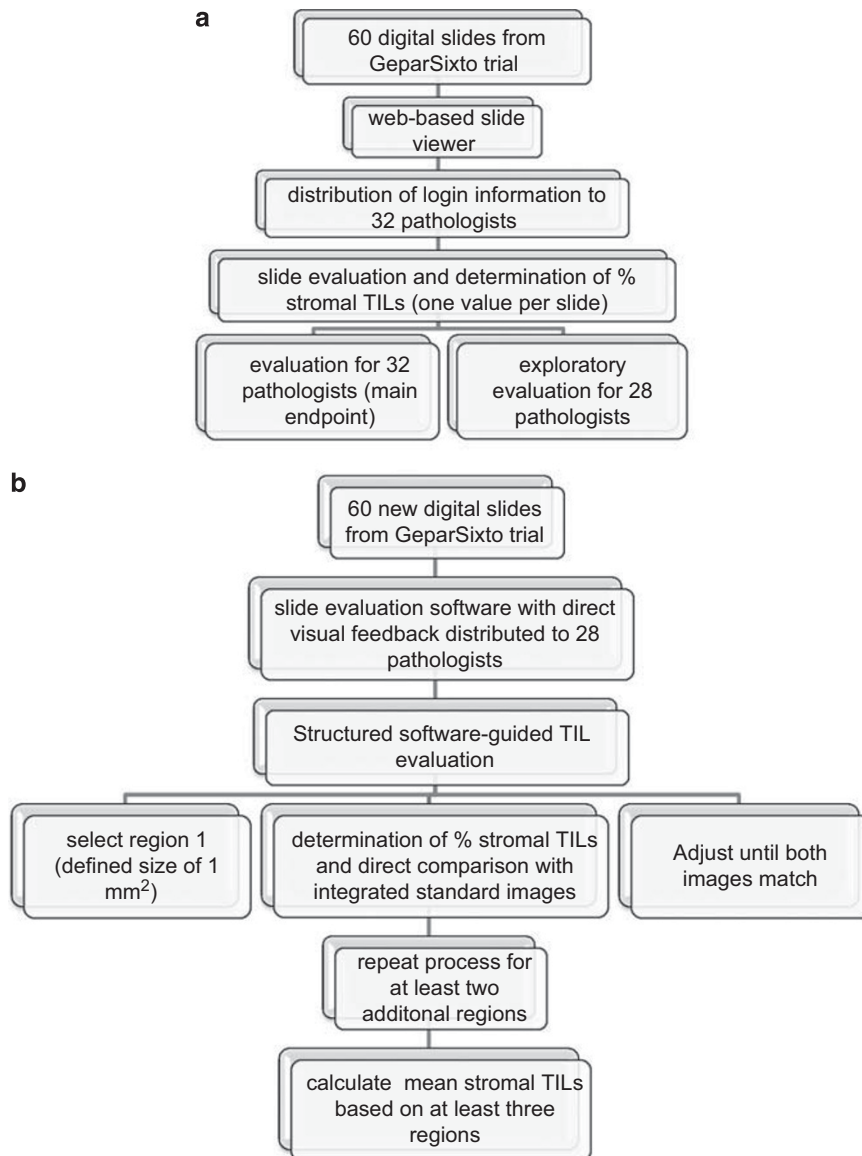 a
60 digital slides from
GeparSixto trial
web-based slide
viewer
distribution of login information to
32 pathologists
slide evaluation and determination of %
stromal TILs (one value per slide)
evaluation for 32
pathologists (main
endpoint)
exploratory
evaluation for 28
pathologists
b
60 new digital slides
from GeparSixto trial
slide evaluation software with direct
visual feedback distributed to 28
pathologists
Structured software-guided TIL
evaluation
select region 1
(defined size of 1
mm²)
determination of % stromal TILs
and direct comparison with
integrated standard images
Adjust until both
images match
repeat process for
at least two
additonal regions
calculate mean stromal TILs
based on at least three
regions